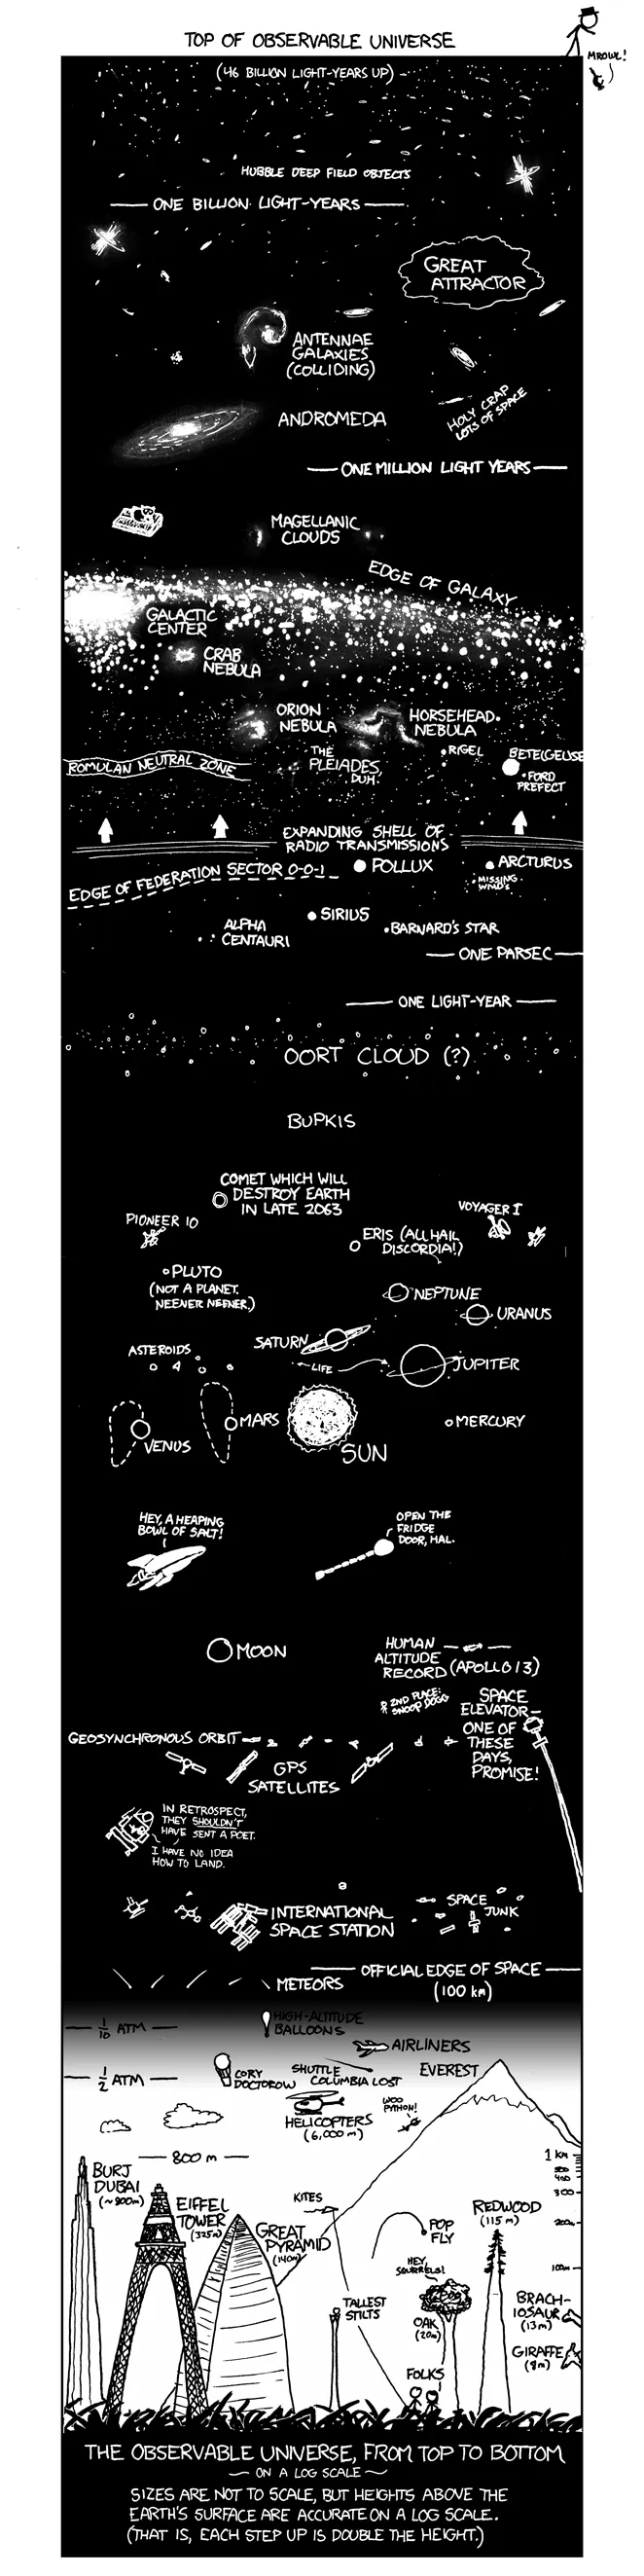 TOP OF OBSERVABLE UNIVERSE
MROWL!
(46 BILLION LIGHT-YEARS UP)
HUBBLE DEEP FIELD OBJECTS
ONE BILLION LIGHT-YEARS
GREAT
ATTRACTOR
ANTENNAE
GALAXIES
(COLLIDING)
HOLY CRAP
LOTS OF SPACE
ANDROMEDA
ONE MILLION LIGHT YEARS
MAGELLANIC
CLOUDS
EDGE OF GALAXY
GALACTIC
CENTER
CRAB
NEBULA
ORION
NEBULA
HORSEHEAD
NEBULA
THE
PLEIADES
DUH.
RIGEL
BETELGEUSE
FORD
PREFECT
ROMULAN NEUTRAL ZONE
EXPANDING SHELL OF
RADIO TRANSMISSIONS
EDGE OF FEDERATION SECTOR 0-0-1
POLLUX
ARCTURUS
MISSING
WMD'S
SIRIUS
ALPHA
CENTAURI
BARNARD'S STAR
ONE PARSEC
ONE LIGHT-YEAR
OORT CLOUD (?)
BUPKIS
COMET WHICH WILL
DESTROY EARTH
IN LATE 2063
PIONEER 10
VOYAGER I
ERIS (ALL HAIL
DISCORDIA!)
PLUTO
(NOT A PLANET.
NEENER NEENER.)
NEPTUNE
URANUS
SATURN
ASTEROIDS
LIFE
JUPITER
MARS
VENUS
SUN
MERCURY
HEY, A HEAPING
BOWL OF SALT!
OPEN THE
FRIDGE
DOOR, HAL.
MOON
HUMAN
ALTITUDE
RECORD (APOLLO 13)
2ND PLACE:
SNOOP DOGG
SPACE
ELEVATOR—
ONE OF
THESE
DAYS,
PROMISE!
GEOSYNCHRONOUS ORBIT
GPS
SATELLITES
IN RETROSPECT,
THEY SHOULDN'T
HAVE SENT A POET.
I HAVE NO IDEA
HOW TO LAND.
INTERNATIONAL
SPACE STATION
SPACE
JUNK
OFFICIAL EDGE OF SPACE
(100 km)
METEORS
1/10 ATM
HIGH-ALTITUDE
BALLOONS
AIRLINERS
1/2 ATM
CORY
DOCTOROW
SHUTTLE
COLUMBIA LOST
EVEREST
HELICOPTERS
(6,000 m)
WOO
PYTHON!
800 m
1 KM
500
400
300
200m
100m
BURJ
DUBAI
(~800m)
EIFFEL
TOWER
(325m)
GREAT
PYRAMID
(140m)
KITES
POP
FLY
REDWOOD
(115 m)
HEY,
SQUIRRELS!
TALLEST
STILTS
OAK
(20m)
BRACH-
IOSAUR
(13m)
GIRAFFE
(8m)
FOLKS
THE OBSERVABLE UNIVERSE, FROM TOP TO BOTTOM
~ ON A LOG SCALE ~
SIZES ARE NOT TO SCALE, BUT HEIGHTS ABOVE THE
EARTH'S SURFACE ARE ACCURATE ON A LOG SCALE.
(THAT IS, EACH STEP UP IS DOUBLE THE HEIGHT.)